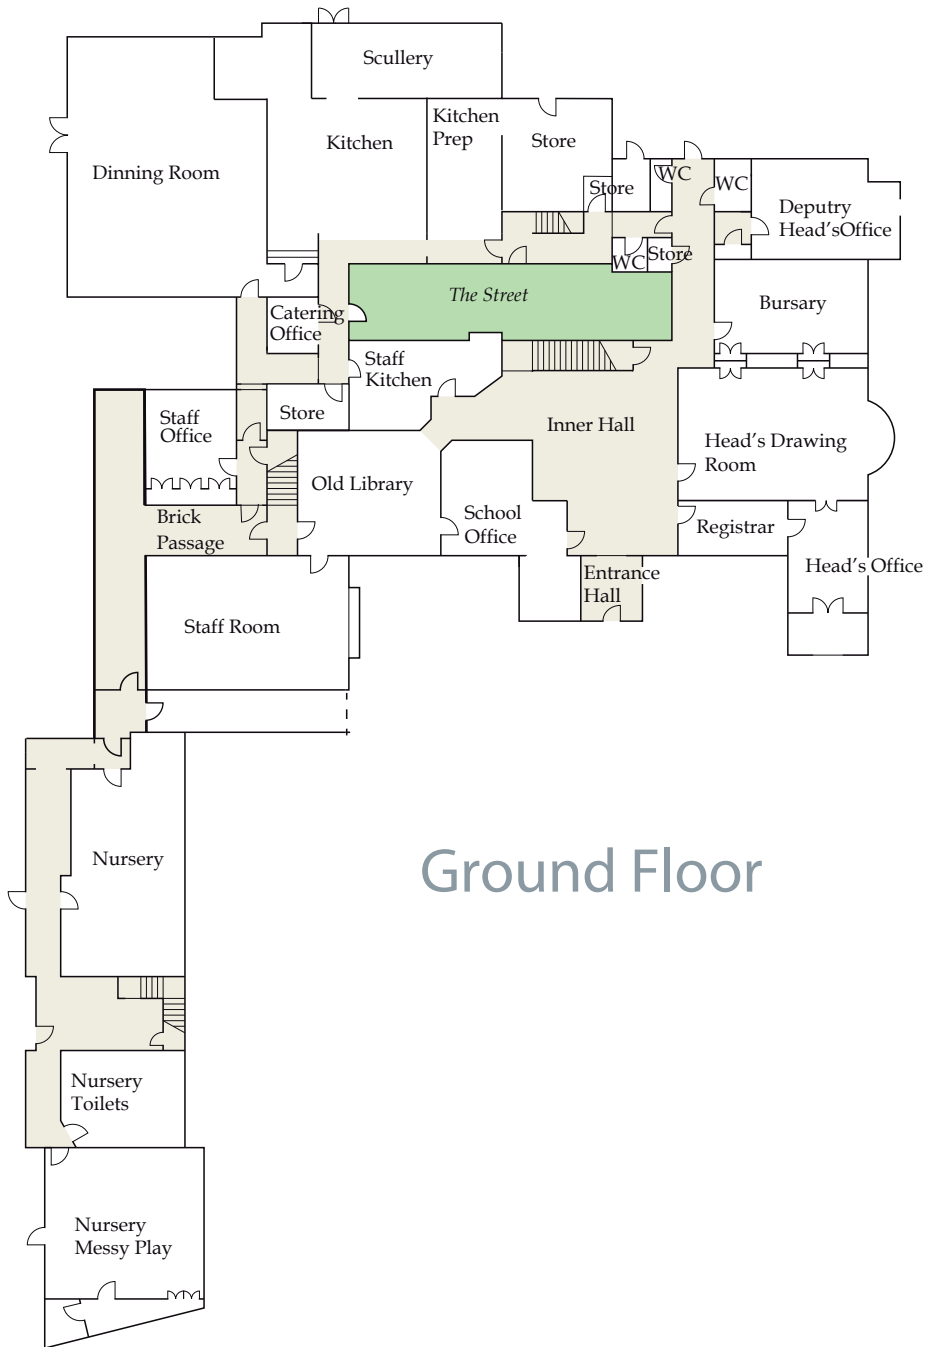 Scullery
Kitchen
Prep
Kitchen
Store
Dinning Room
WC
WC
Store
Deputry
Head'sOffice
WC
Store
The Street
Bursary
Catering
Office
Staff
Kitchen
Store
Staff
Office
Inner Hall
Head's Drawing
Room
Old Library
School
Office
Brick
Passage
Registrar
Entrance
Hall
Head's Office
Staff Room
Nursery
Ground Floor
Nursery
Toilets
Nursery
Messy Play